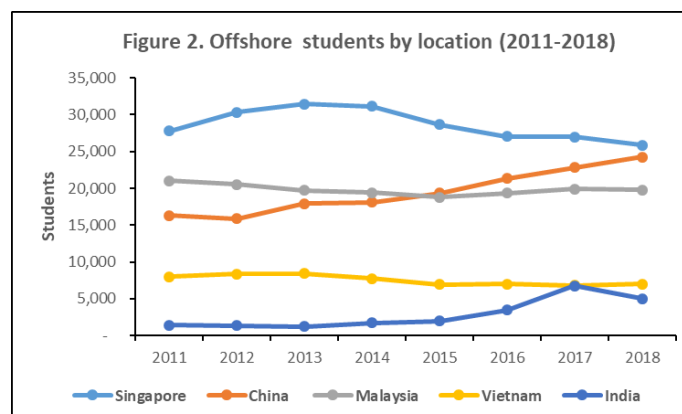 Figure 2. Offshore students by location (2011-2018)
35,000
30,000
25,000
20,000
15,000
10,000
5,000
-
Students
2011 2012 2013 2014 2015 2016 2017 2018
Singapore China Malaysia Vietnam India